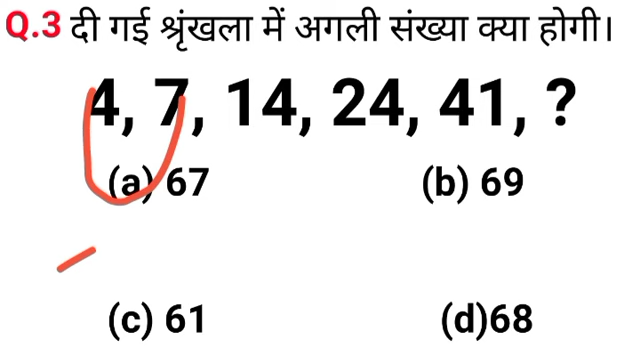 Q.3 दी गई श्रृंखला में अगली संख्या क्या होगी।
4, 7, 14, 24, 41, ?
(a) 67 (b) 69
(c) 61 (d)68